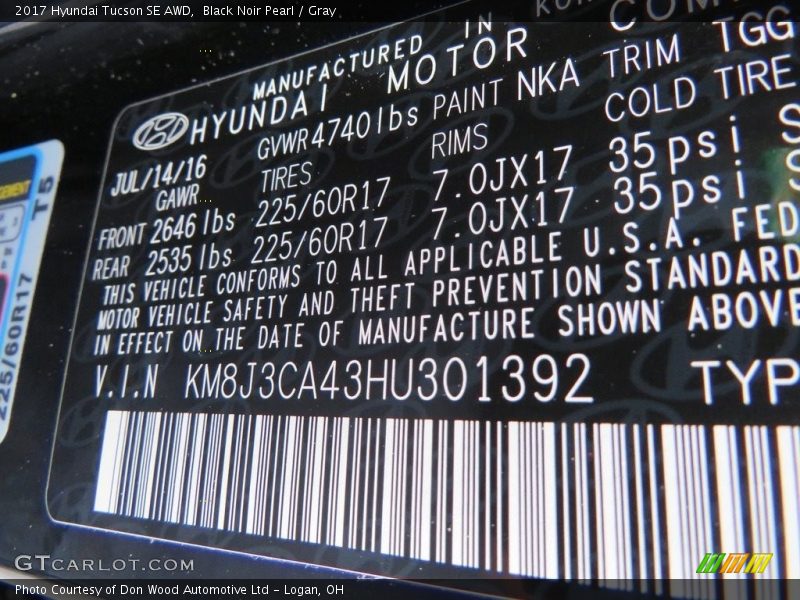 2017 Hyundai Tucson SE AWD, Black Noir Pearl / Gray
MANUFACTURED IN
HYUNDAI MOTOR
JUL/14/16 GVWR 4740 lbs PAINT NKA TRIM TGG
GAWR TIRES RIMS COLD TIRE
FRONT 2646 lbs 225/60R17 7.0JX17 35psi
REAR 2535 lbs 225/60R17 7.0JX17 35psi
THIS VEHICLE CONFORMS TO ALL APPLICABLE U.S.A. FED
MOTOR VEHICLE SAFETY AND THEFT PREVENTION STANDARD
IN EFFECT ON THE DATE OF MANUFACTURE SHOWN ABOVE
V.I.N KM8J3CA43HU301392 TYP
T5
225/60R17
GTCARLOT.COM
Photo Courtesy of Don Wood Automotive Ltd - Logan, OH